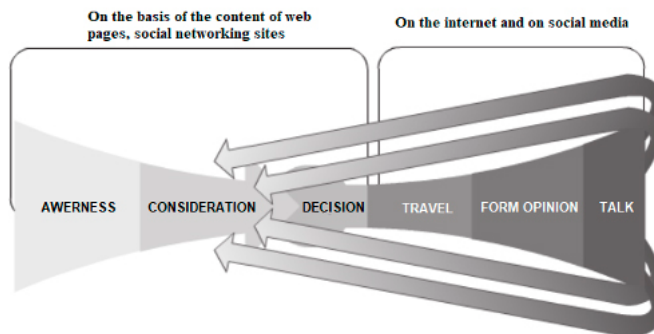 On the basis of the content of web
pages, social networking sites
On the internet and on social media
AWERNESS
CONSIDERATION
DECISION
TRAVEL
FORM OPINION
TALK